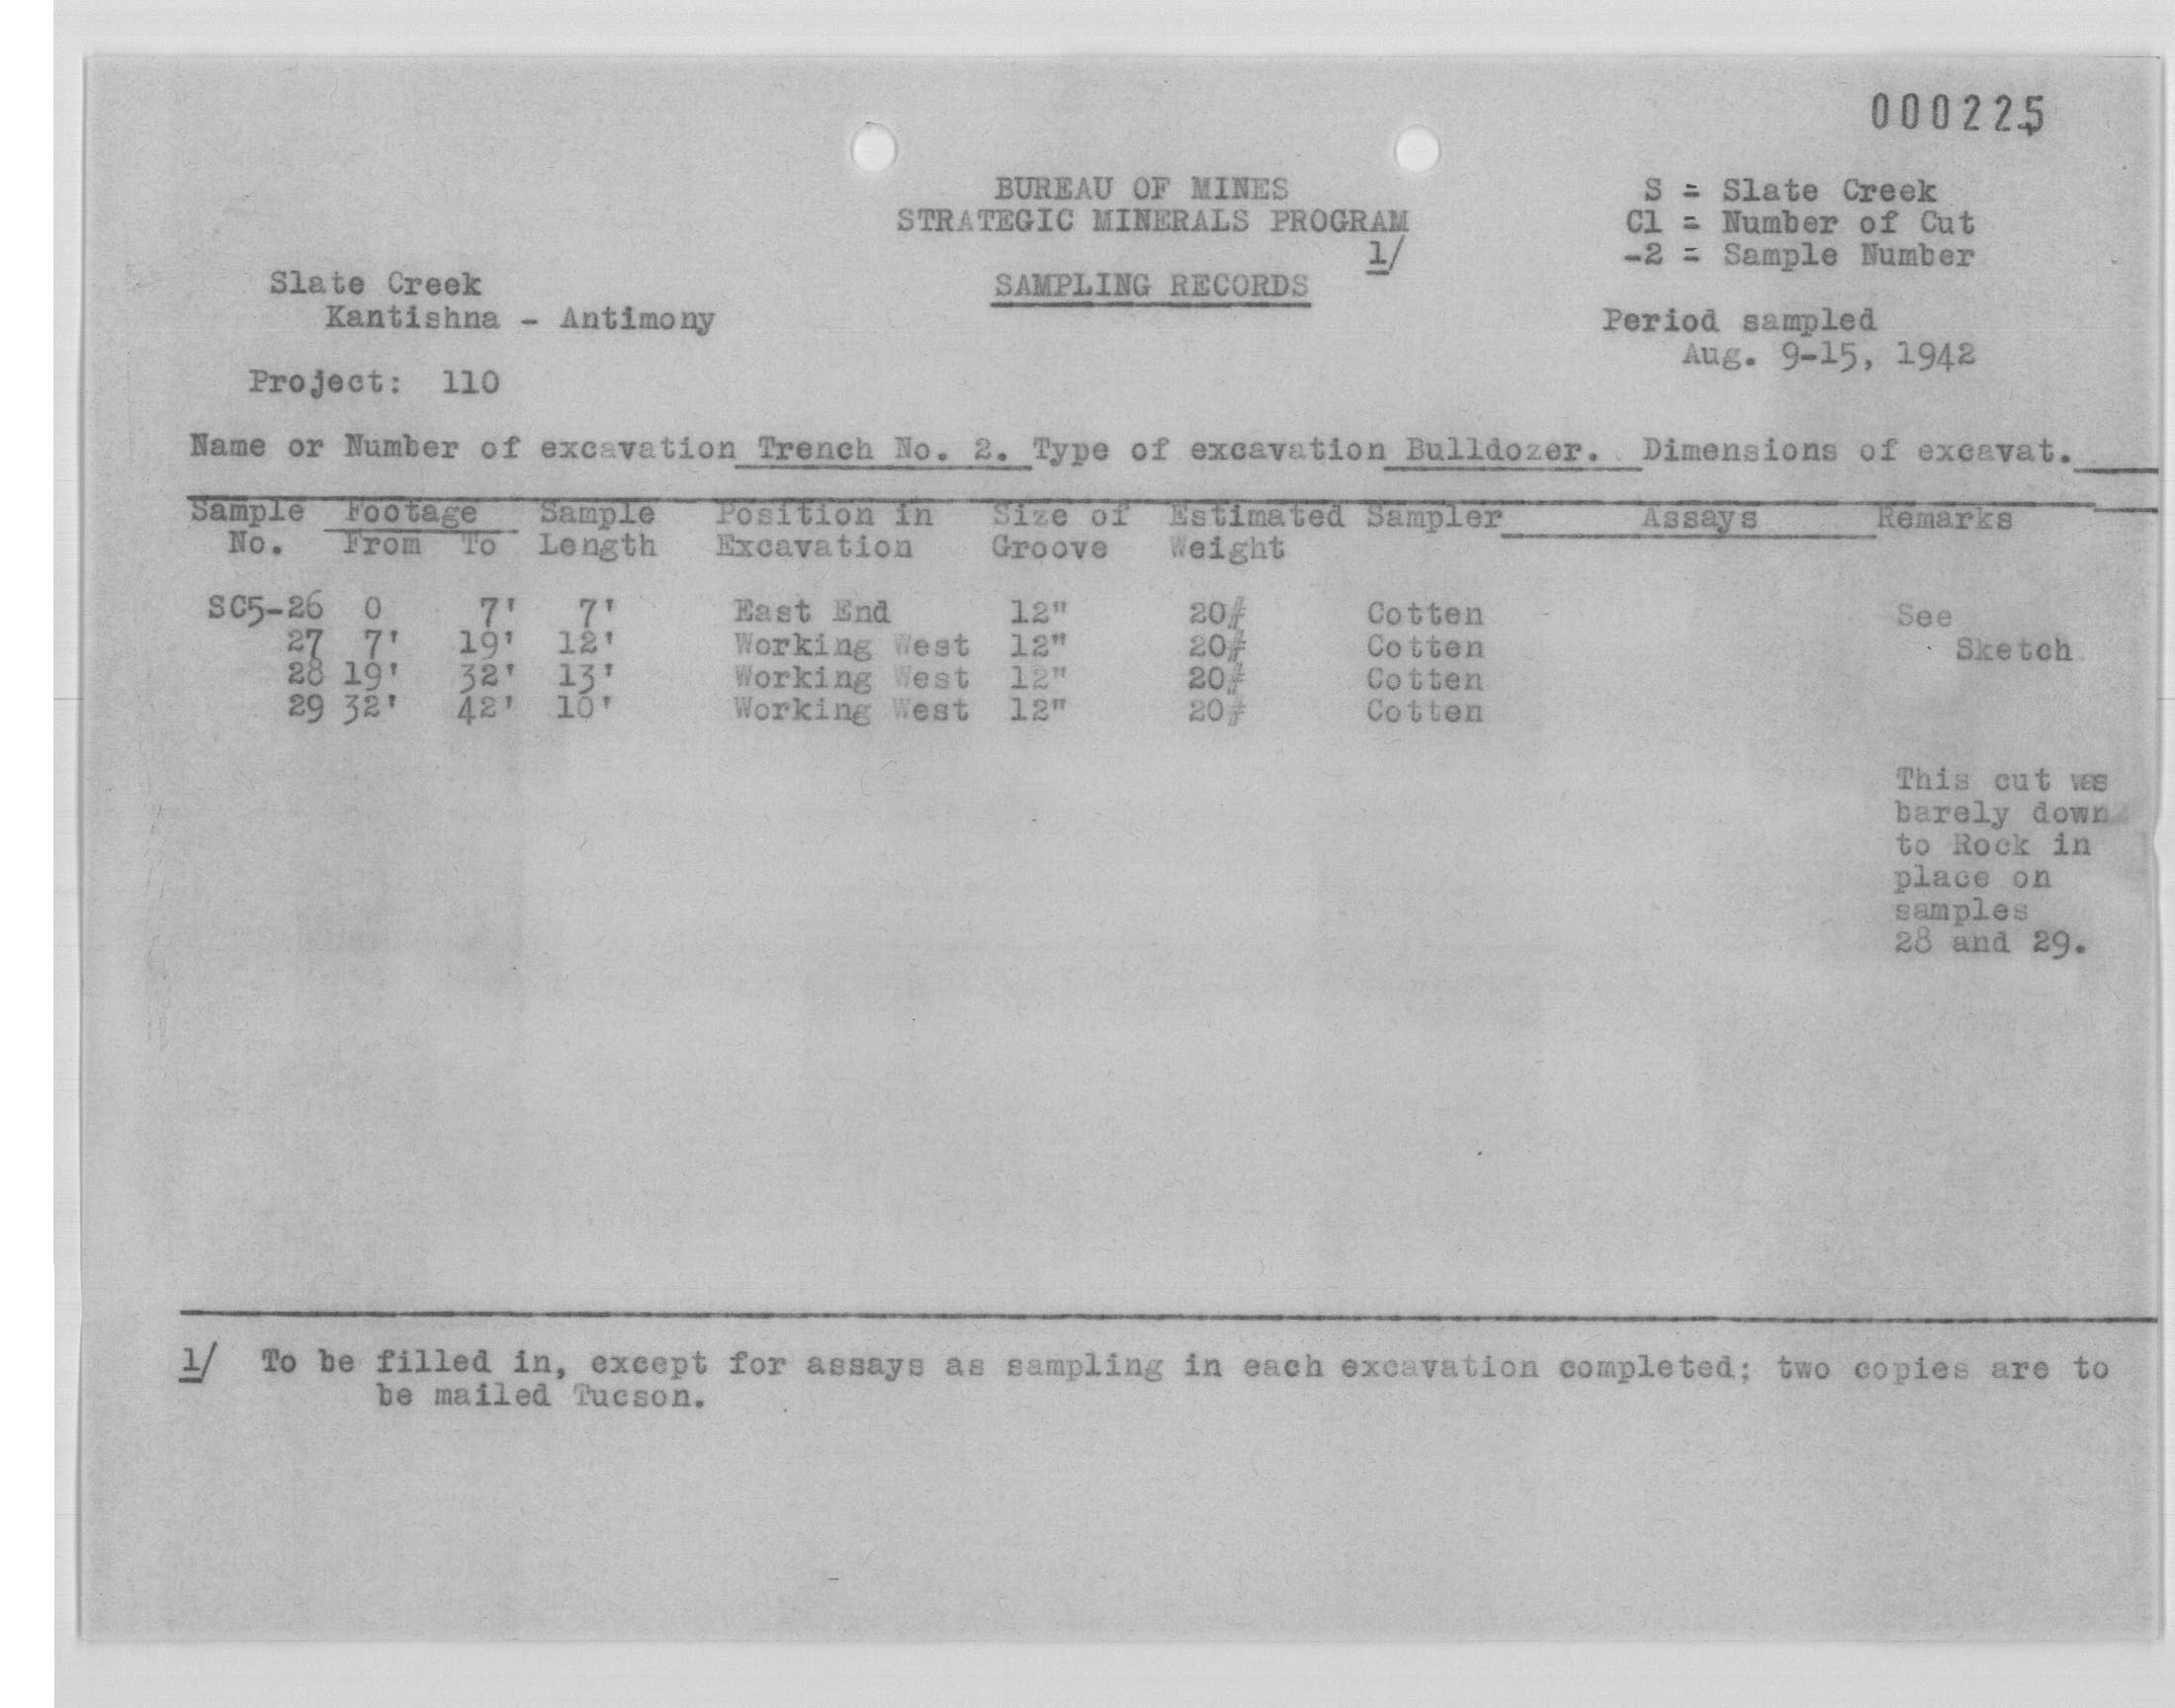 000225
BUREAU OF MINES
STRATEGIC MINERALS PROGRAM
1/
SAMPLING RECORDS
S = Slate Creek
C1 = Number of Cut
-2 = Sample Number
Slate Creek
Kantishna - Antimony
Period sampled
Aug. 9-15, 1942
Project: 110
Name or Number of excavation Trench No. 2. Type of excavation Bulldozer. Dimensions of excavat.
Sample Footage Sample Position in Size of Estimated Sampler Assays Remarks
No. From To Length Excavation Groove Weight
SC5-26 0 7' 7' East End 12" 20# Cotten See
27 7' 19' 12' Working West 12" 20# Cotten Sketch
28 19' 32' 13' Working West 12" 20# Cotten
29 32' 42' 10' Working West 12" 20# Cotten
This cut was
barely down
to Rock in
place on
samples
28 and 29.
1/ To be filled in, except for assays as sampling in each excavation completed; two copies are to
be mailed Tucson.